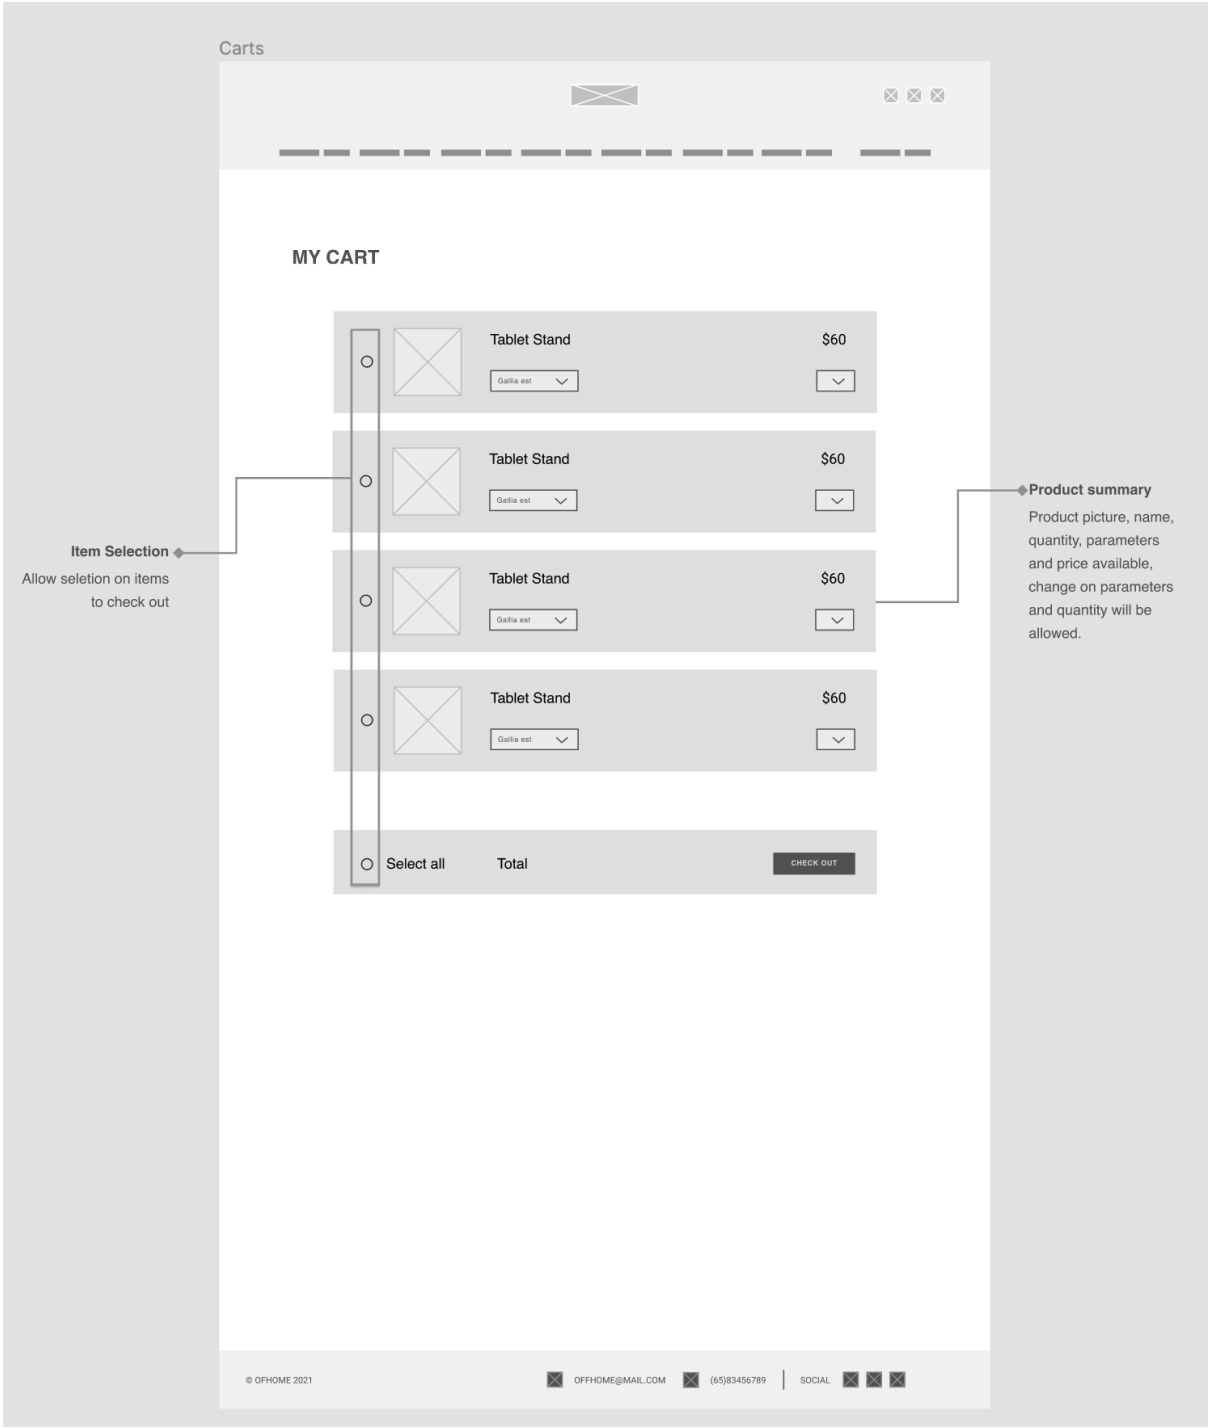 Carts
MY CART
Tablet Stand
$60
Gallia est
Tablet Stand
$60
Gallia est
Tablet Stand
$60
Gallia est
Tablet Stand
$60
Gallia est
Select all
Total
CHECK OUT
Item Selection
Allow seletion on items
to check out
Product summary
Product picture, name,
quantity, parameters
and price available,
change on parameters
and quantity will be
allowed.
© OFHOME 2021
OFFHOME@MAIL.COM
(65)83456789
SOCIAL